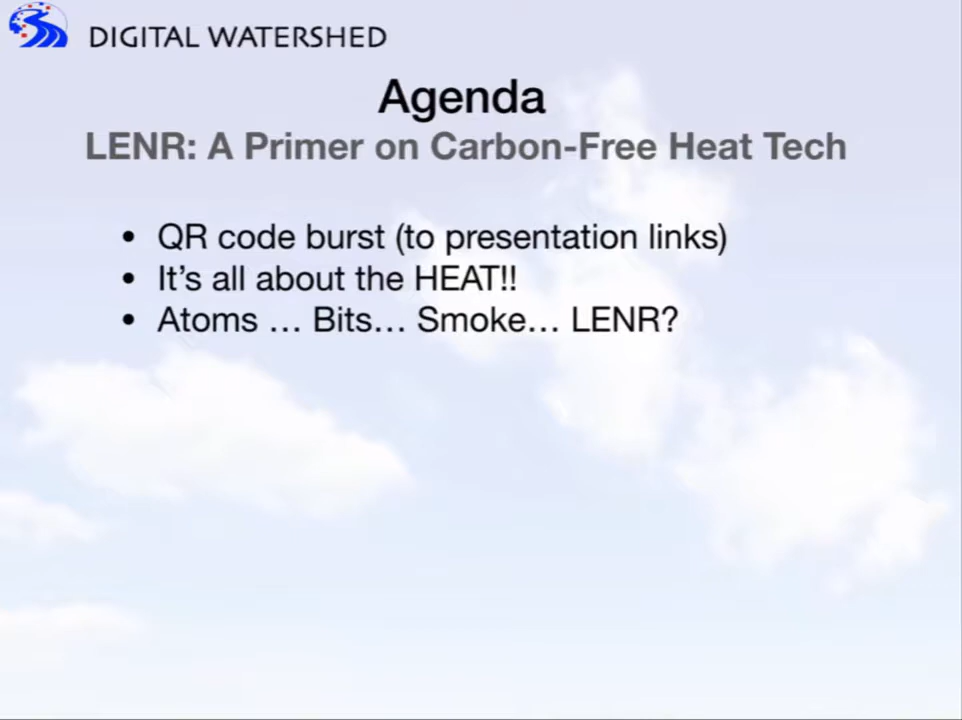 DIGITAL WATERSHED
Agenda
LENR: A Primer on Carbon-Free Heat Tech
• QR code burst (to presentation links)
• It’s all about the HEAT!!
• Atoms … Bits… Smoke… LENR?